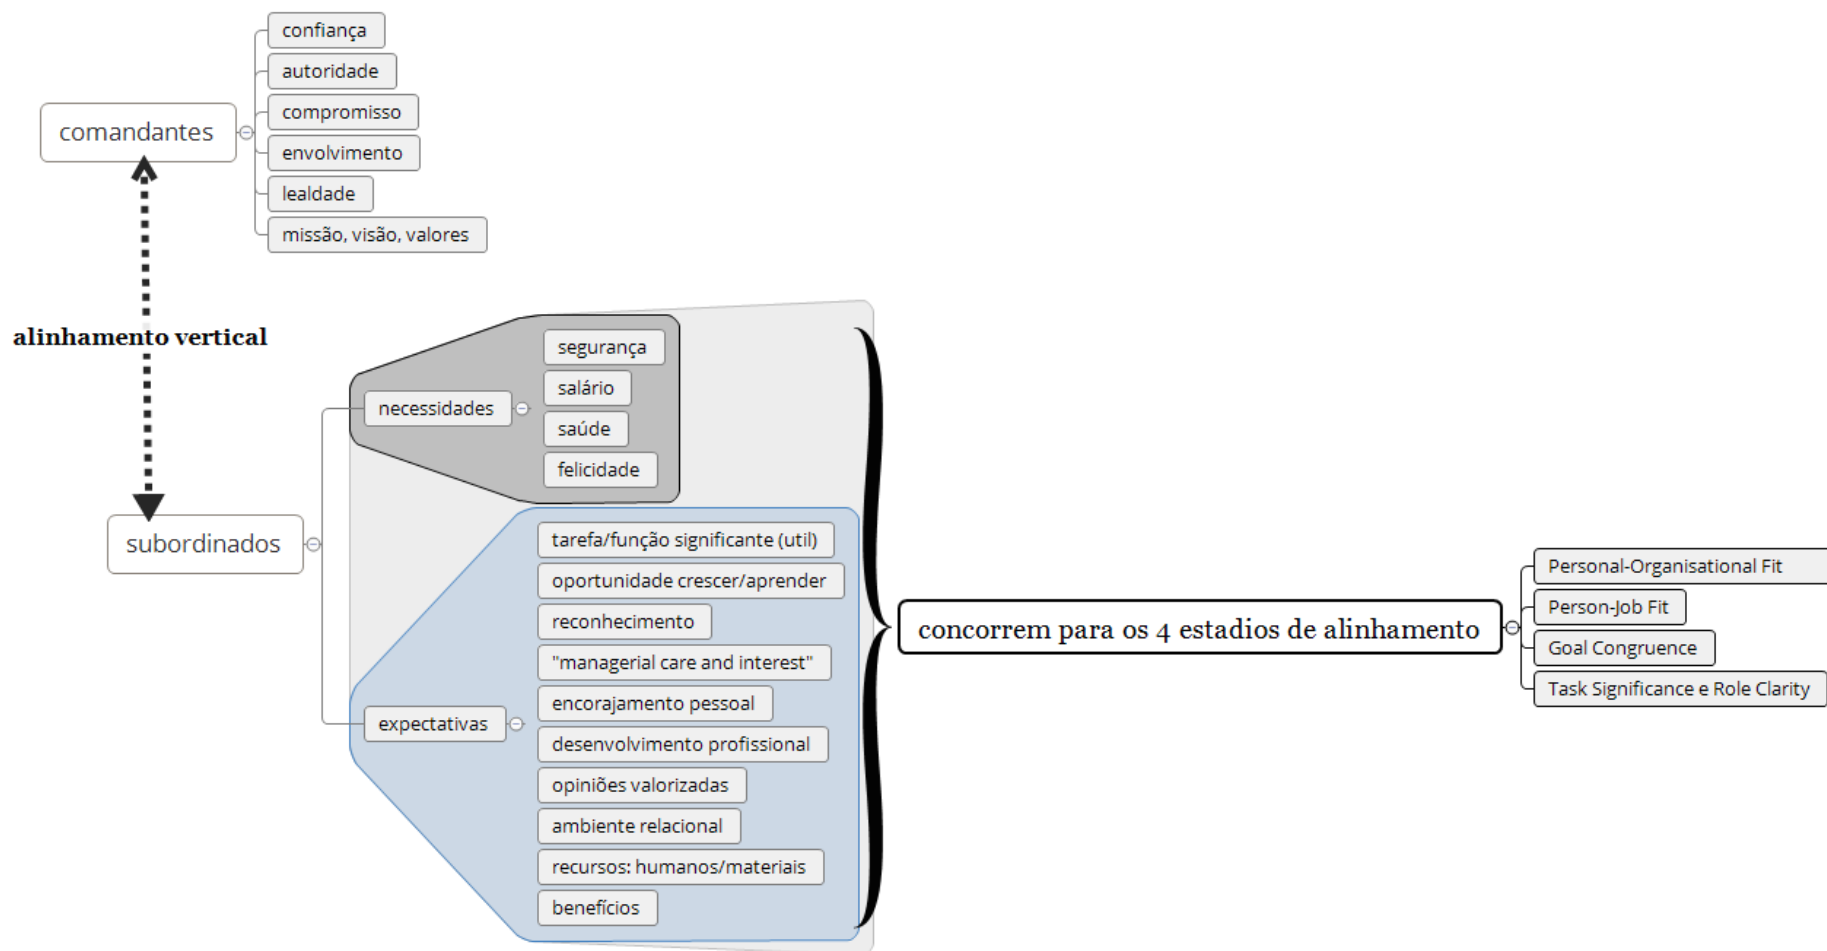 confiança
autoridade
compromisso
envolvimento
lealdade
missão, visão, valores
comandantes
alinhamento vertical
subordinados
necessidades
segurança
salário
saúde
felicidade
expectativas
tarefa/função significante (util)
oportunidade crescer/aprender
reconhecimento
"managerial care and interest"
encorajamento pessoal
desenvolvimento profissional
opiniões valorizadas
ambiente relacional
recursos: humanos/materiais
benefícios
concorrem para os 4 estadios de alinhamento
Personal-Organisational Fit
Person-Job Fit
Goal Congruence
Task Significance e Role Clarity